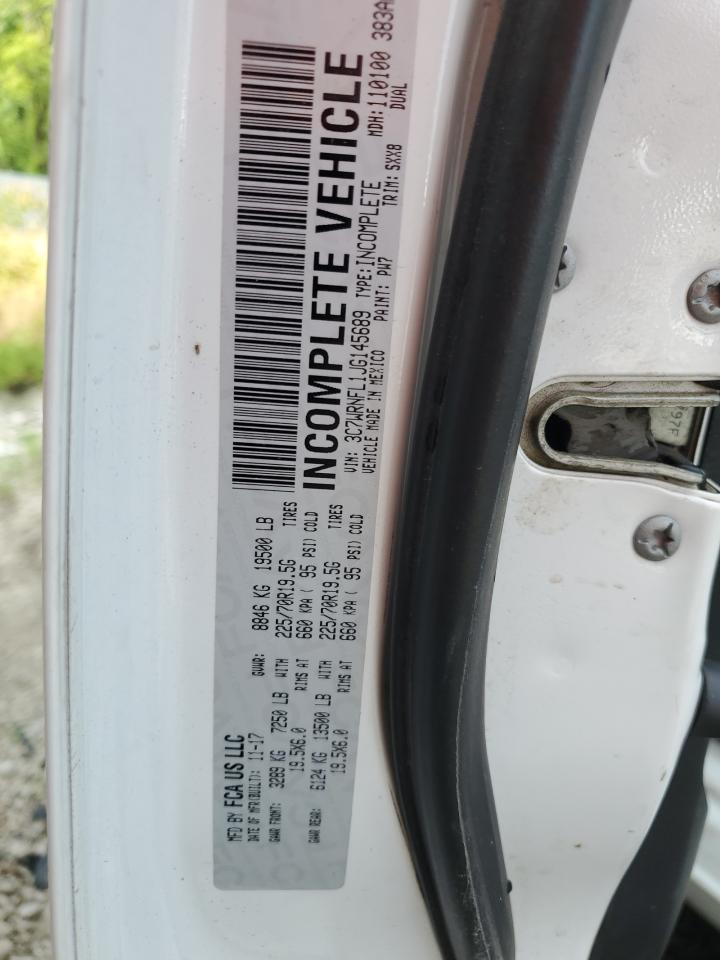 MFD BY FCA US LLC
DATE OF MFR(BUILT): 11-17 GVWR: 8846 KG 19500 LB
GAWR FRONT: 3289 KG 7250 LB WITH 225/70R19.5G TIRES
19.5X6.0 RIMS AT 660 KPA ( 95 PSI) COLD
GAWR REAR: 6124 KG 13500 LB WITH 225/70R19.5G TIRES
19.5X6.0 RIMS AT 660 KPA ( 95 PSI) COLD
INCOMPLETE VEHICLE
VIN: 3C7WRNFL1JG145689 TYPE:INCOMPLETE MDH:110100 383A
VEHICLE MADE IN MEXICO PAINT: PW7 TRIM: SXX8 DUAL